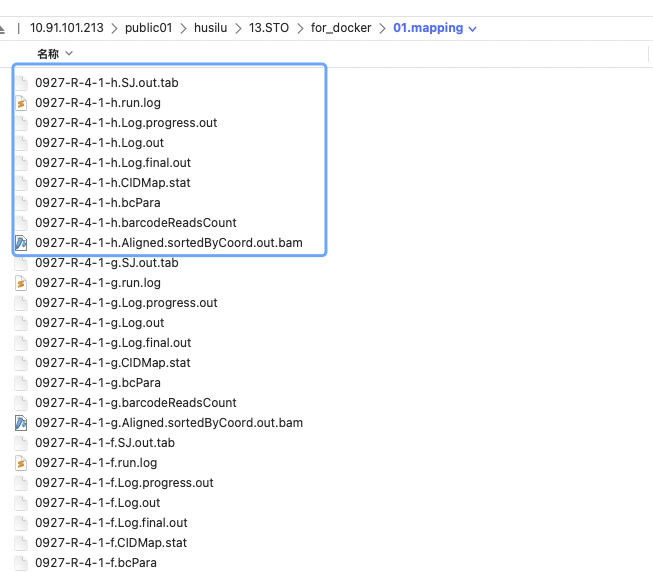 10.91.101.213 > public01 > husilu > 13.STO > for_docker > 01.mapping
名称
0927-R-4-1-h.SJ.out.tab
0927-R-4-1-h.run.log
0927-R-4-1-h.Log.progress.out
0927-R-4-1-h.Log.out
0927-R-4-1-h.Log.final.out
0927-R-4-1-h.CIDMap.stat
0927-R-4-1-h.bcPara
0927-R-4-1-h.barcodeReadsCount
0927-R-4-1-h.Aligned.sortedByCoord.out.bam
0927-R-4-1-g.SJ.out.tab
0927-R-4-1-g.run.log
0927-R-4-1-g.Log.progress.out
0927-R-4-1-g.Log.out
0927-R-4-1-g.Log.final.out
0927-R-4-1-g.CIDMap.stat
0927-R-4-1-g.bcPara
0927-R-4-1-g.barcodeReadsCount
0927-R-4-1-g.Aligned.sortedByCoord.out.bam
0927-R-4-1-f.SJ.out.tab
0927-R-4-1-f.run.log
0927-R-4-1-f.Log.progress.out
0927-R-4-1-f.Log.out
0927-R-4-1-f.Log.final.out
0927-R-4-1-f.CIDMap.stat
0927-R-4-1-f.bcPara